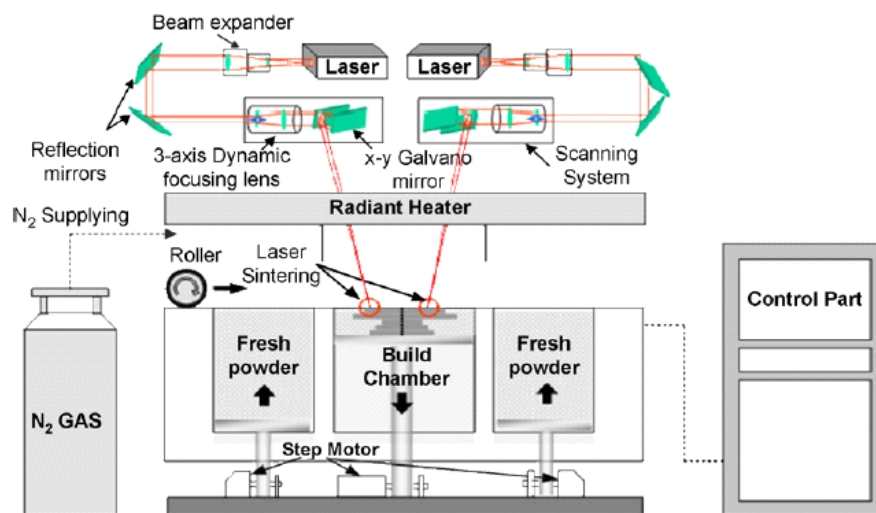 Beam expander
Laser
Laser
Reflection
mirrors
3-axis Dynamic
focusing lens
x-y Galvano
mirror
Scanning
System
N₂ Supplying
Radiant Heater
Roller
Laser
Sintering
Control Part
Fresh
powder
Build
Chamber
Fresh
powder
N₂ GAS
Step Motor